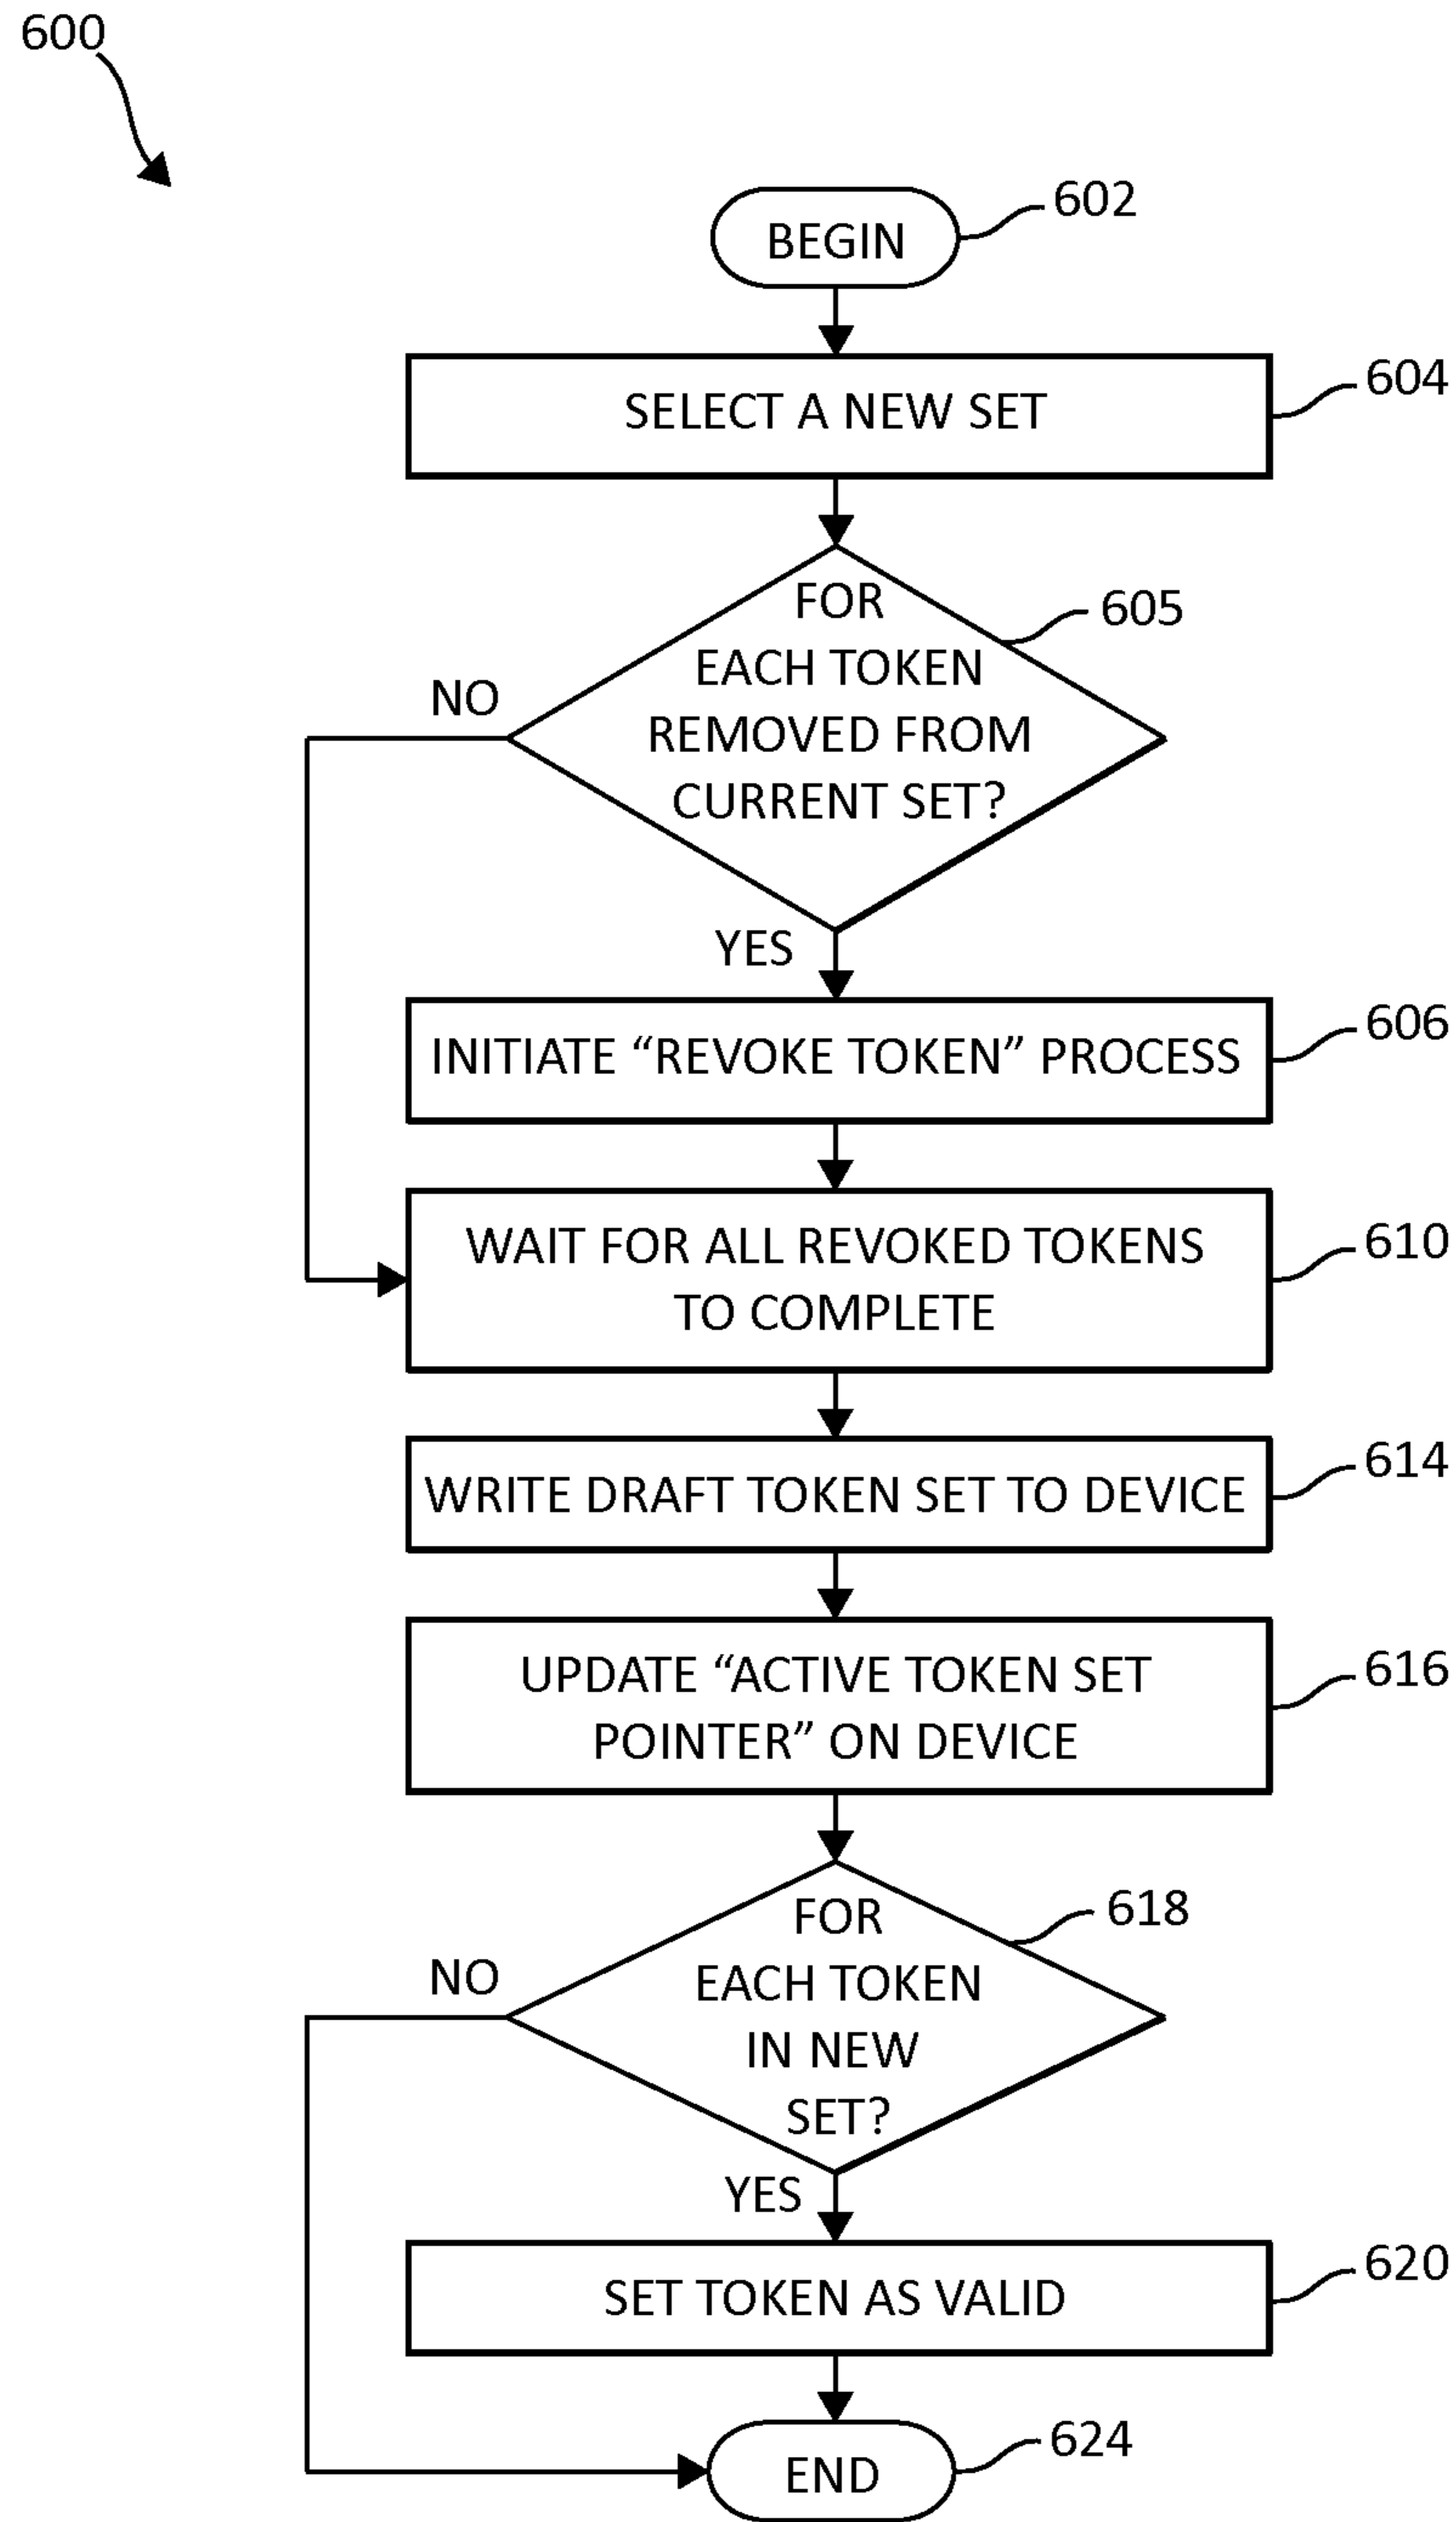 600
602
BEGIN
604
SELECT A NEW SET
605
FOR
EACH TOKEN
REMOVED FROM
CURRENT SET?
NO
YES
606
INITIATE “REVOKE TOKEN” PROCESS
610
WAIT FOR ALL REVOKED TOKENS
TO COMPLETE
614
WRITE DRAFT TOKEN SET TO DEVICE
616
UPDATE “ACTIVE TOKEN SET
POINTER” ON DEVICE
618
FOR
EACH TOKEN
IN NEW
SET?
NO
YES
620
SET TOKEN AS VALID
624
END